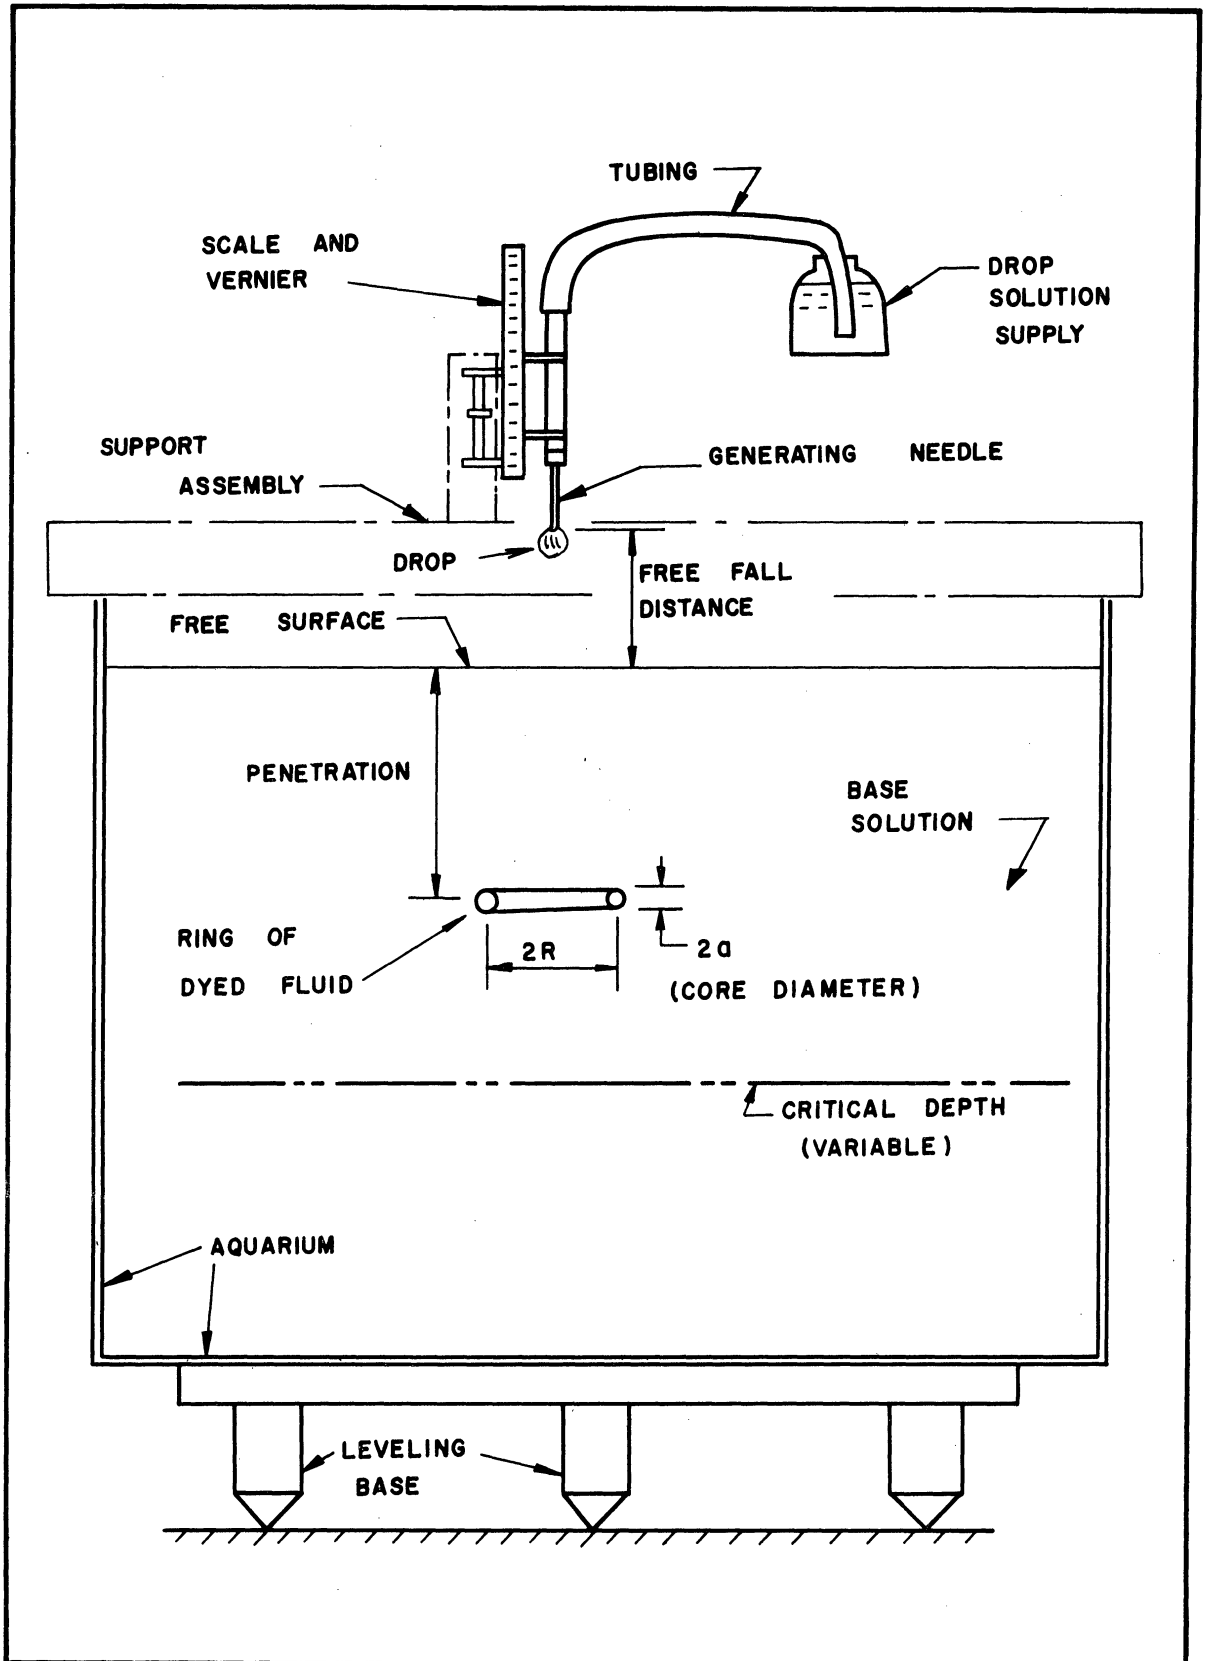 TUBING
SCALE AND
VERNIER
DROP
SOLUTION
SUPPLY
SUPPORT
ASSEMBLY
GENERATING NEEDLE
DROP
FREE FALL
DISTANCE
FREE SURFACE
PENETRATION
BASE
SOLUTION
RING OF
DYED FLUID
2R
2a
(CORE DIAMETER)
CRITICAL DEPTH
(VARIABLE)
AQUARIUM
LEVELING
BASE